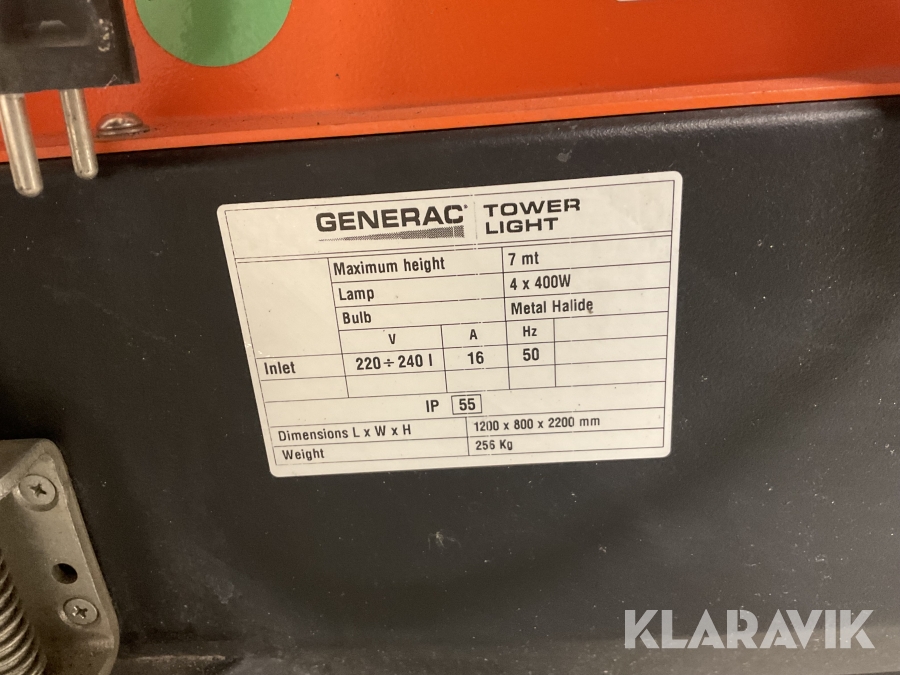 GENERAC
TOWER
LIGHT
Maximum height 7 mt
Lamp 4 x 400W
Bulb Metal Halide
V A Hz
Inlet 220 ÷ 240 I 16 50
IP 55
Dimensions L x W x H 1200 x 800 x 2200 mm
Weight 256 Kg
KLARAVIK